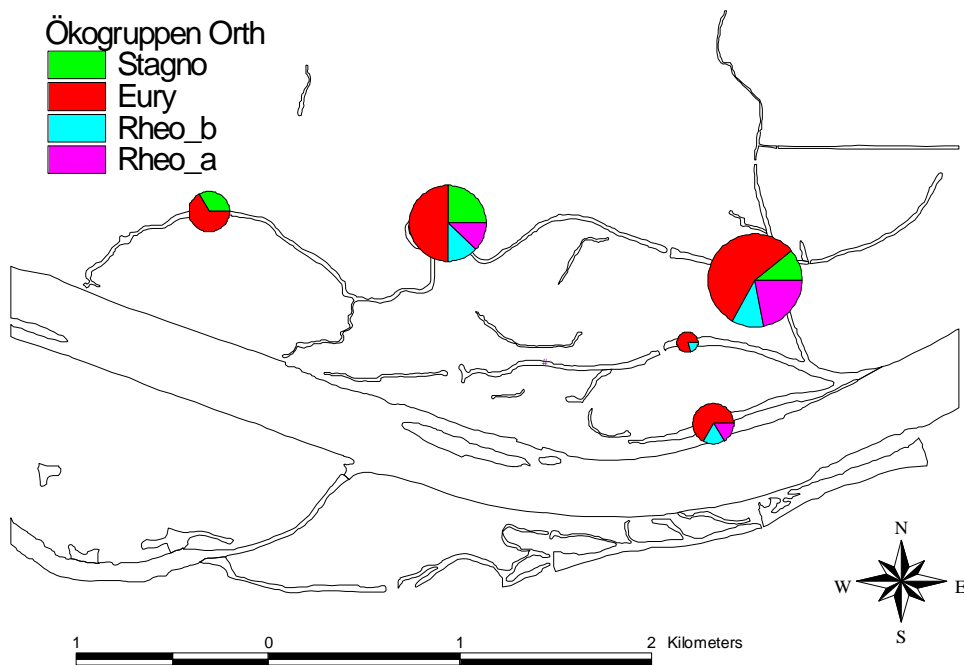 Ökogruppen Orth
Stagno
Eury
Rheo_b
Rheo_a
N
W E
S
1 0 1 2 Kilometers